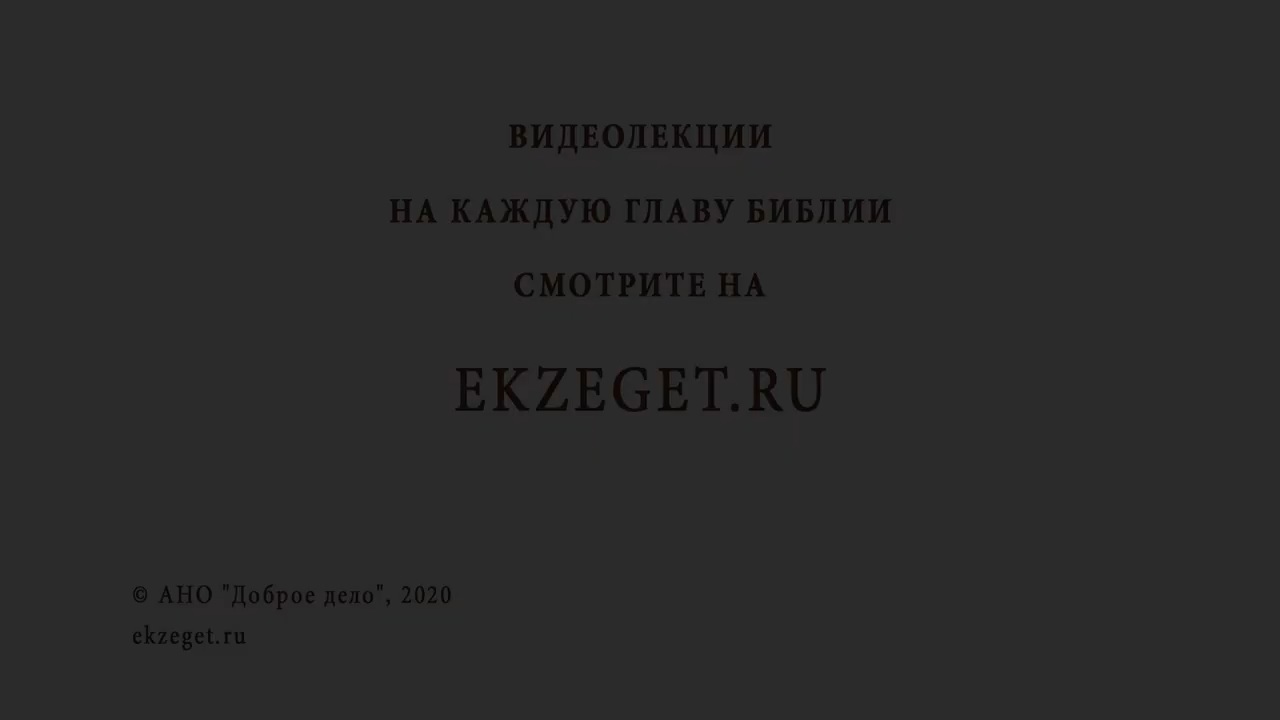 ВИДЕОЛЕКЦИИ
НА КАЖДУЮ ГЛАВУ БИБЛИИ
СМОТРИТЕ НА
EKZEGET.RU
© АНО "Доброе дело", 2020
ekzeget.ru